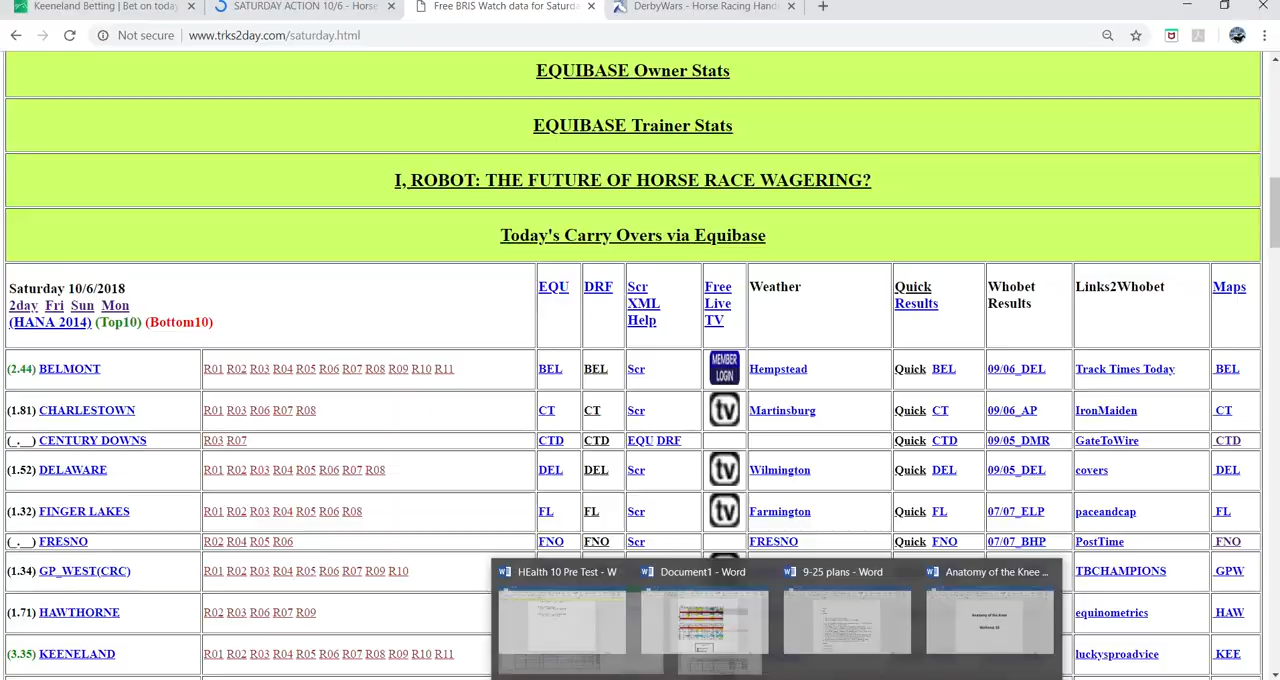 Keeneland Betting | Bet on today
SATURDAY ACTION 10/6 - Horse
Free BRIS Watch data for Saturda
DerbyWars - Horse Racing Hand
Not secure | www.trks2day.com/saturday.html
EQUIBASE Owner Stats
EQUIBASE Trainer Stats
I, ROBOT: THE FUTURE OF HORSE RACE WAGERING?
Today's Carry Overs via Equibase
Saturday 10/6/2018
2day Fri Sun Mon
(HANA 2014) (Top10) (Bottom10)
EQU
DRF
Scr
XML
Help
Free
Live
TV
Weather
Quick
Results
Whobet
Results
Links2Whobet
Maps
(2.44) BELMONT R01 R02 R03 R04 R05 R06 R07 R08 R09 R10 R11 BEL BEL Scr MEMBER LOGIN Hempstead Quick BEL 09/06_DEL Track Times Today BEL
(1.81) CHARLESTOWN R01 R03 R06 R07 R08 CT CT Scr tv Martinsburg Quick CT 09/06_AP IronMaiden CT
(_._) CENTURY DOWNS R03 R07 CTD CTD EQU DRF Quick CTD 09/05_DMR GateToWire CTD
(1.52) DELAWARE R01 R02 R03 R04 R05 R06 R07 R08 DEL DEL Scr tv Wilmington Quick DEL 09/05_DEL covers DEL
(1.32) FINGER LAKES R01 R02 R03 R04 R05 R06 R08 FL FL Scr tv Farmington Quick FL 07/07_ELP paceandcap FL
(_._) FRESNO R02 R04 R05 R06 FNO FNO Scr FRESNO Quick FNO 07/07_BHP PostTime FNO
(1.34) GP_WEST(CRC) R01 R02 R03 R04 R05 R06 R07 R08 R09 R10 TBCHAMPIONS GPW
(1.71) HAWTHORNE R02 R03 R06 R07 R09 equinometrics HAW
(3.35) KEENELAND R01 R02 R03 R04 R05 R06 R07 R08 R09 R10 R11 luckysproadvice KEE
HEalth 10 Pre Test - W
Document1 - Word
9-25 plans - Word
Anatomy of the Knee ...
Anatomy of the Knee